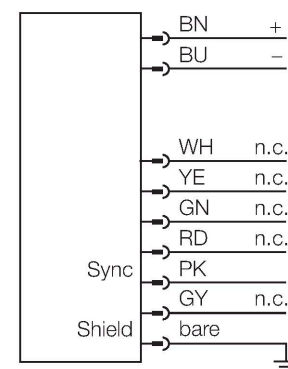 BN +
BU −
WH n.c.
YE n.c.
GN n.c.
RD n.c.
Sync PK
GY n.c.
Shield bare